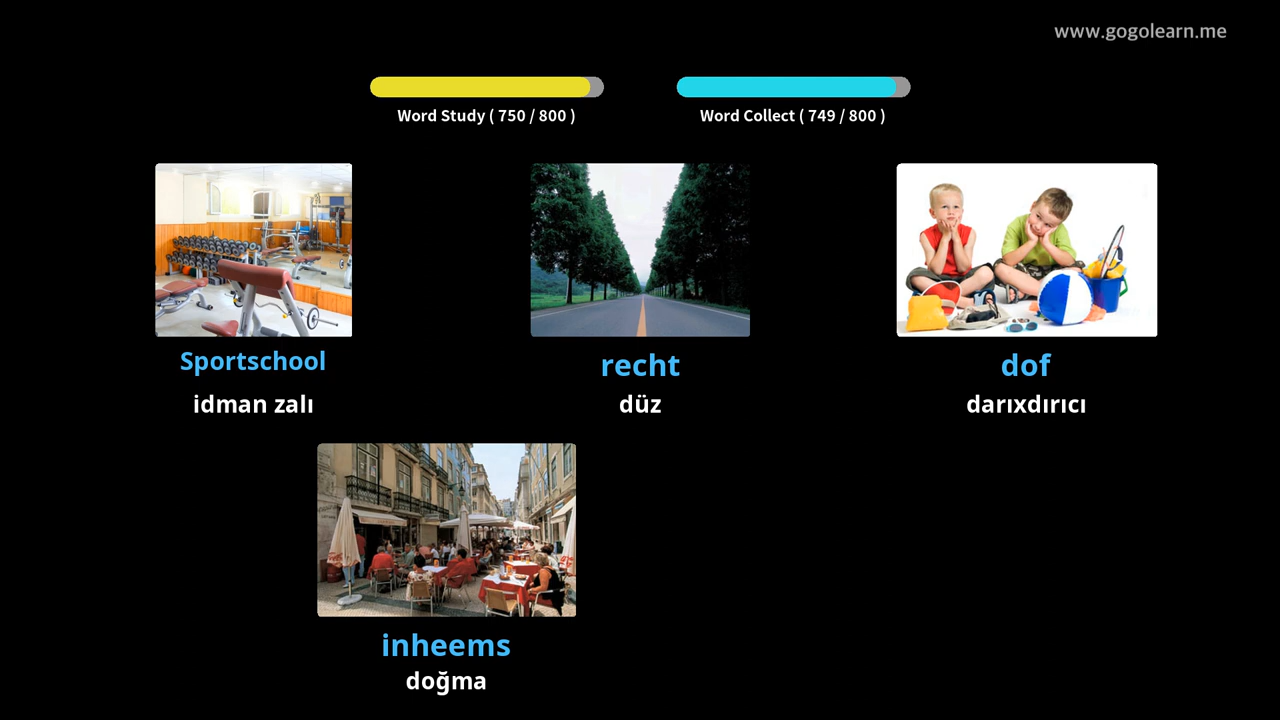 www.gogolearn.me
Word Study ( 750 / 800 )
Word Collect ( 749 / 800 )
Sportschool
recht
dof
idman zalı
düz
darıxdırıcı
inheems
doğma